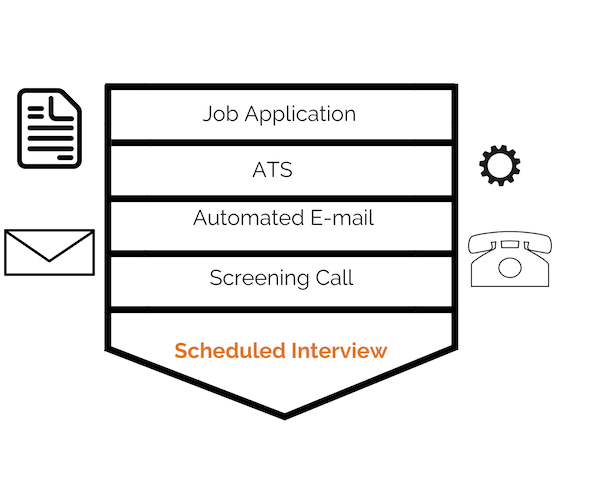 Job Application
ATS
Automated E-mail
Screening Call
Scheduled Interview